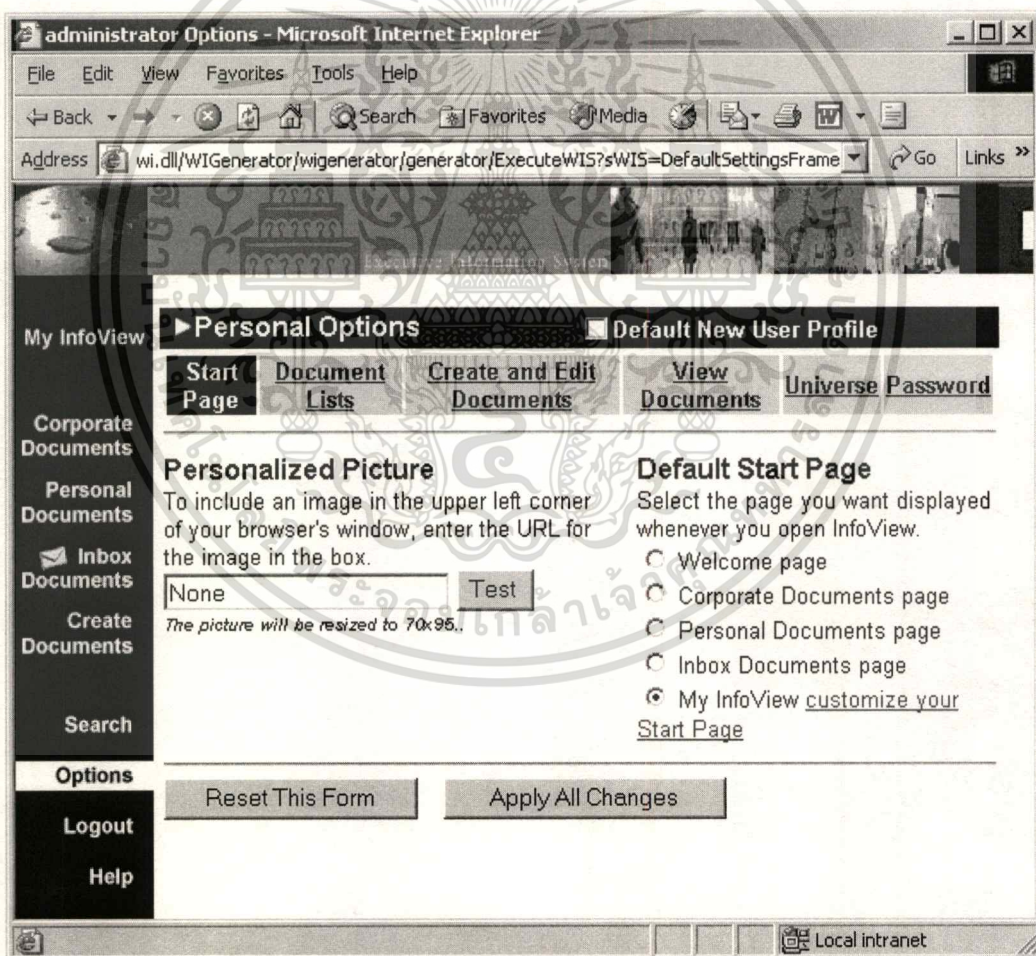 administrator Options - Microsoft Internet Explorer
File Edit View Favorites Tools Help
Back Search Favorites Media
Address wi.dll/WIGenerator/wigenerator/generator/ExecuteWIS?sWIS=DefaultSettingsFrame Go Links »
Executive Information System
My InfoView
Corporate Documents
Personal Documents
Inbox Documents
Create Documents
Search
Options
Logout
Help
Personal Options Default New User Profile
Start Page Document Lists Create and Edit Documents View Documents Universe Password
Personalized Picture
To include an image in the upper left corner
of your browser's window, enter the URL for
the image in the box.
None Test
The picture will be resized to 70x95..
Default Start Page
Select the page you want displayed
whenever you open InfoView.
Welcome page
Corporate Documents page
Personal Documents page
Inbox Documents page
My InfoView customize your
Start Page
Reset This Form Apply All Changes
Local intranet